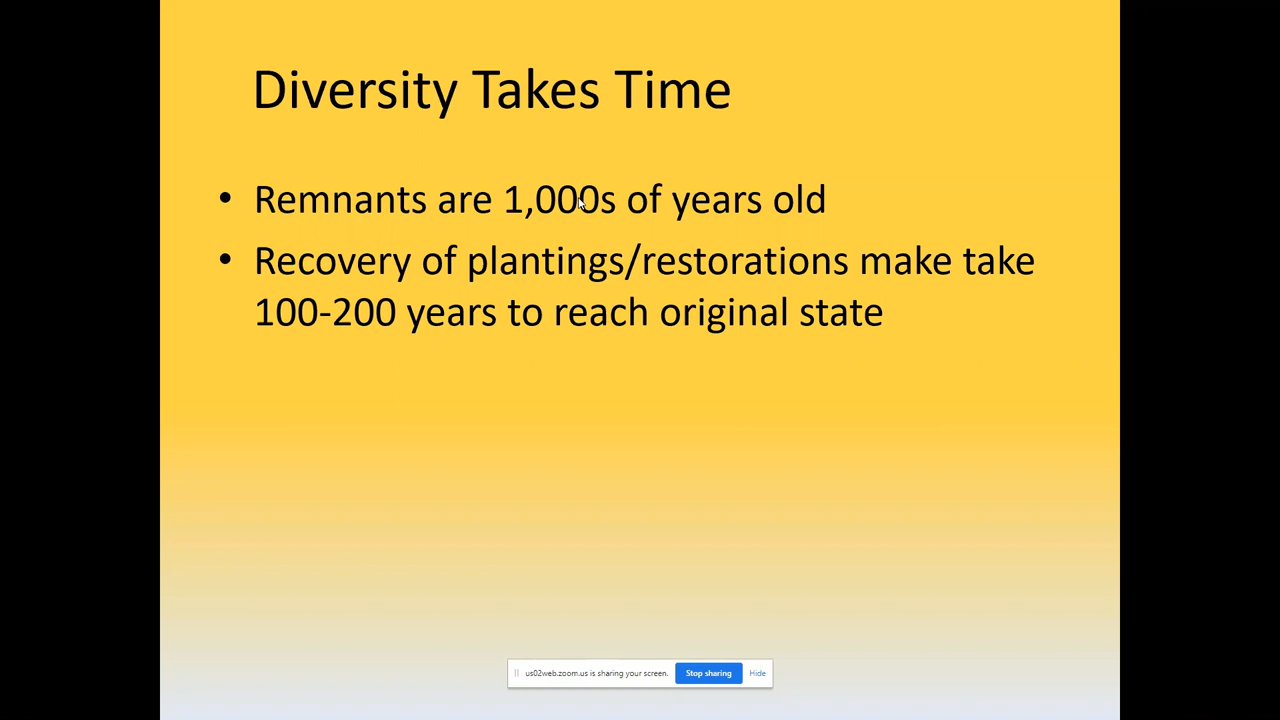 Diversity Takes Time
• Remnants are 1,000s of years old
• Recovery of plantings/restorations make take
100-200 years to reach original state
us02web.zoom.us is sharing your screen. Stop sharing Hide